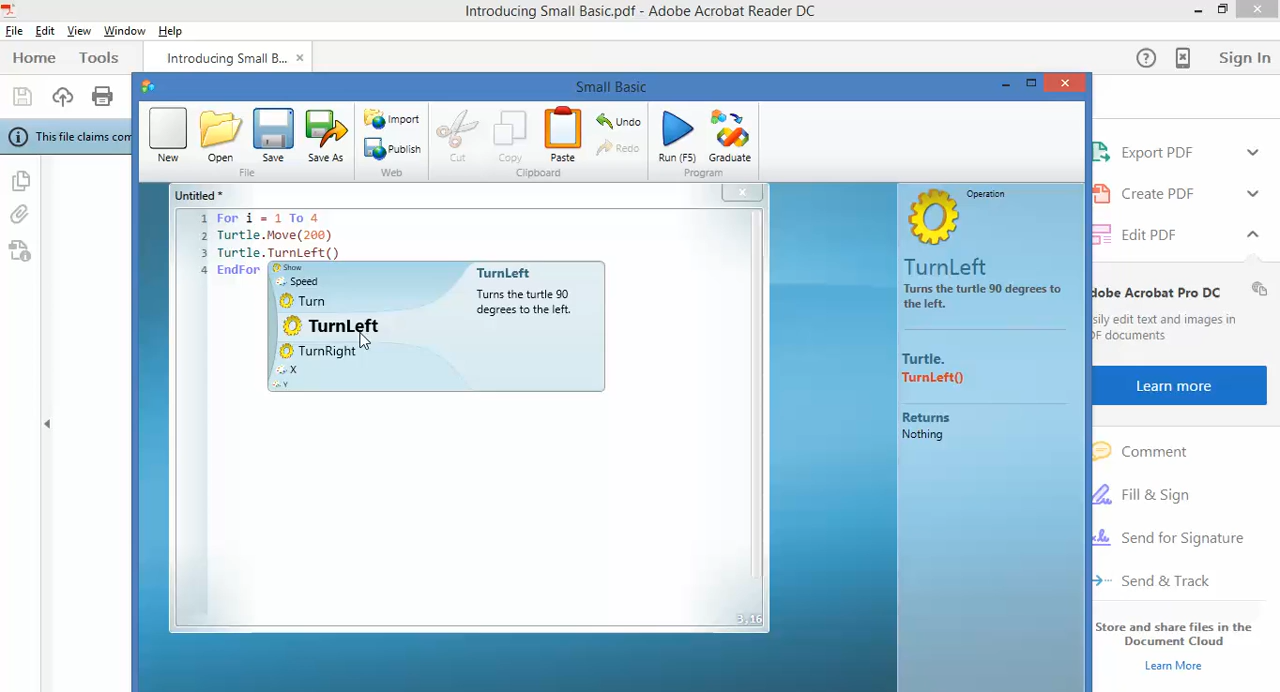 Introducing Small Basic.pdf - Adobe Acrobat Reader DC
File Edit View Window Help
Home Tools Introducing Small B... × Sign In
This file claims com
Small Basic
New Open Save Save As
File
Import
Publish
Web
Cut Copy Paste
Undo
Redo
Clipboard
Run (F5) Graduate
Program
Untitled *
1 For i = 1 To 4
2 Turtle.Move(200)
3 Turtle.TurnLeft()
4 EndFor
Show
Speed
Turn
TurnLeft
TurnRight
X
Y
TurnLeft
Turns the turtle 90
degrees to the left.
3,16
Operation
TurnLeft
Turns the turtle 90 degrees to
the left.
Turtle.
TurnLeft()
Returns
Nothing
Export PDF
Create PDF
Edit PDF
dobe Acrobat Pro DC
sily edit text and images in
DF documents
Learn more
Comment
Fill & Sign
Send for Signature
Send & Track
Store and share files in the
Document Cloud
Learn More